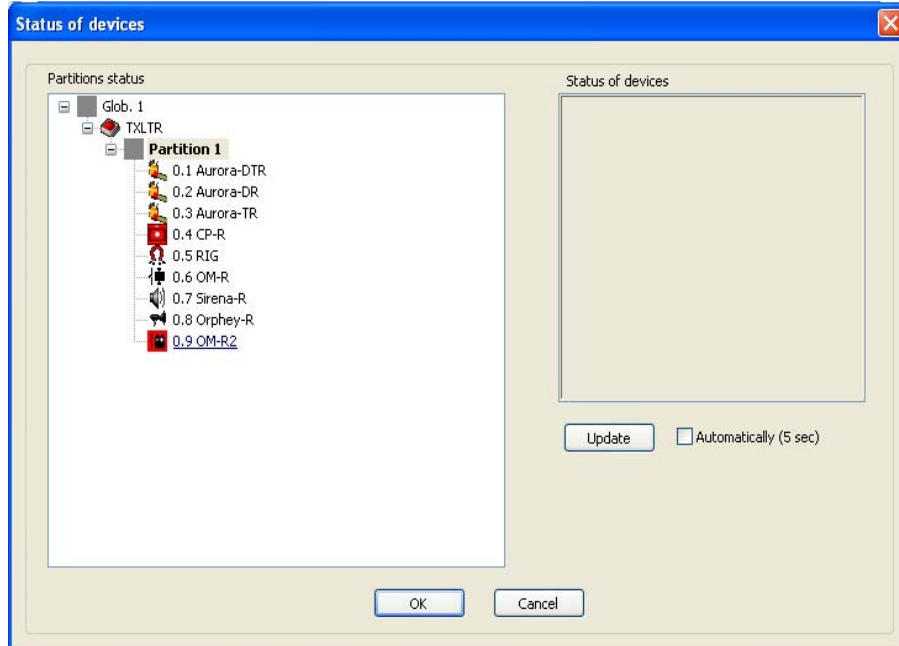 Status of devices
Partitions status
Glob. 1
TXLTR
Partition 1
0.1 Aurora-DTR
0.2 Aurora-DR
0.3 Aurora-TR
0.4 CP-R
0.5 RIG
0.6 OM-R
0.7 Sirena-R
0.8 Orphey-R
0.9 OM-R2
Status of devices
Update
Automatically (5 sec)
OK
Cancel